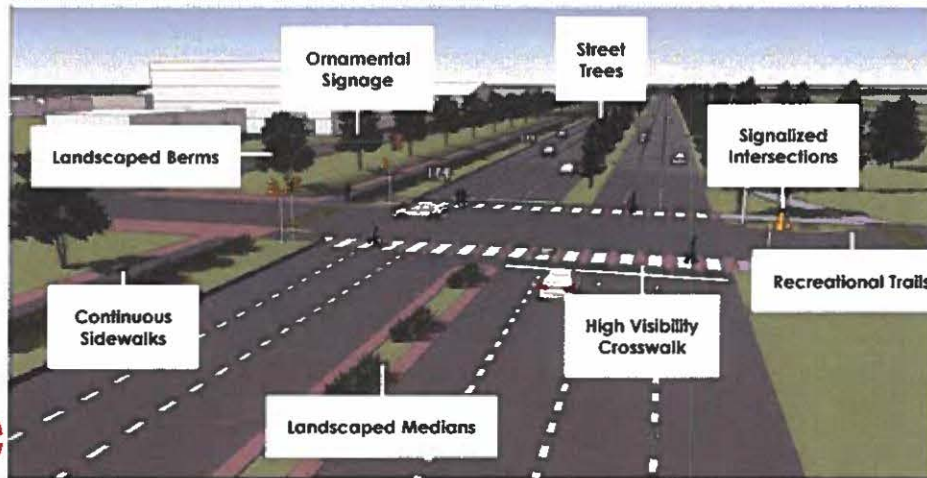 Ornamental
Signage
Street
Trees
Landscaped Berms
Signalized
Intersections
Recreational Trails
Continuous
Sidewalks
High Visibility
Crosswalk
Landscaped Medians